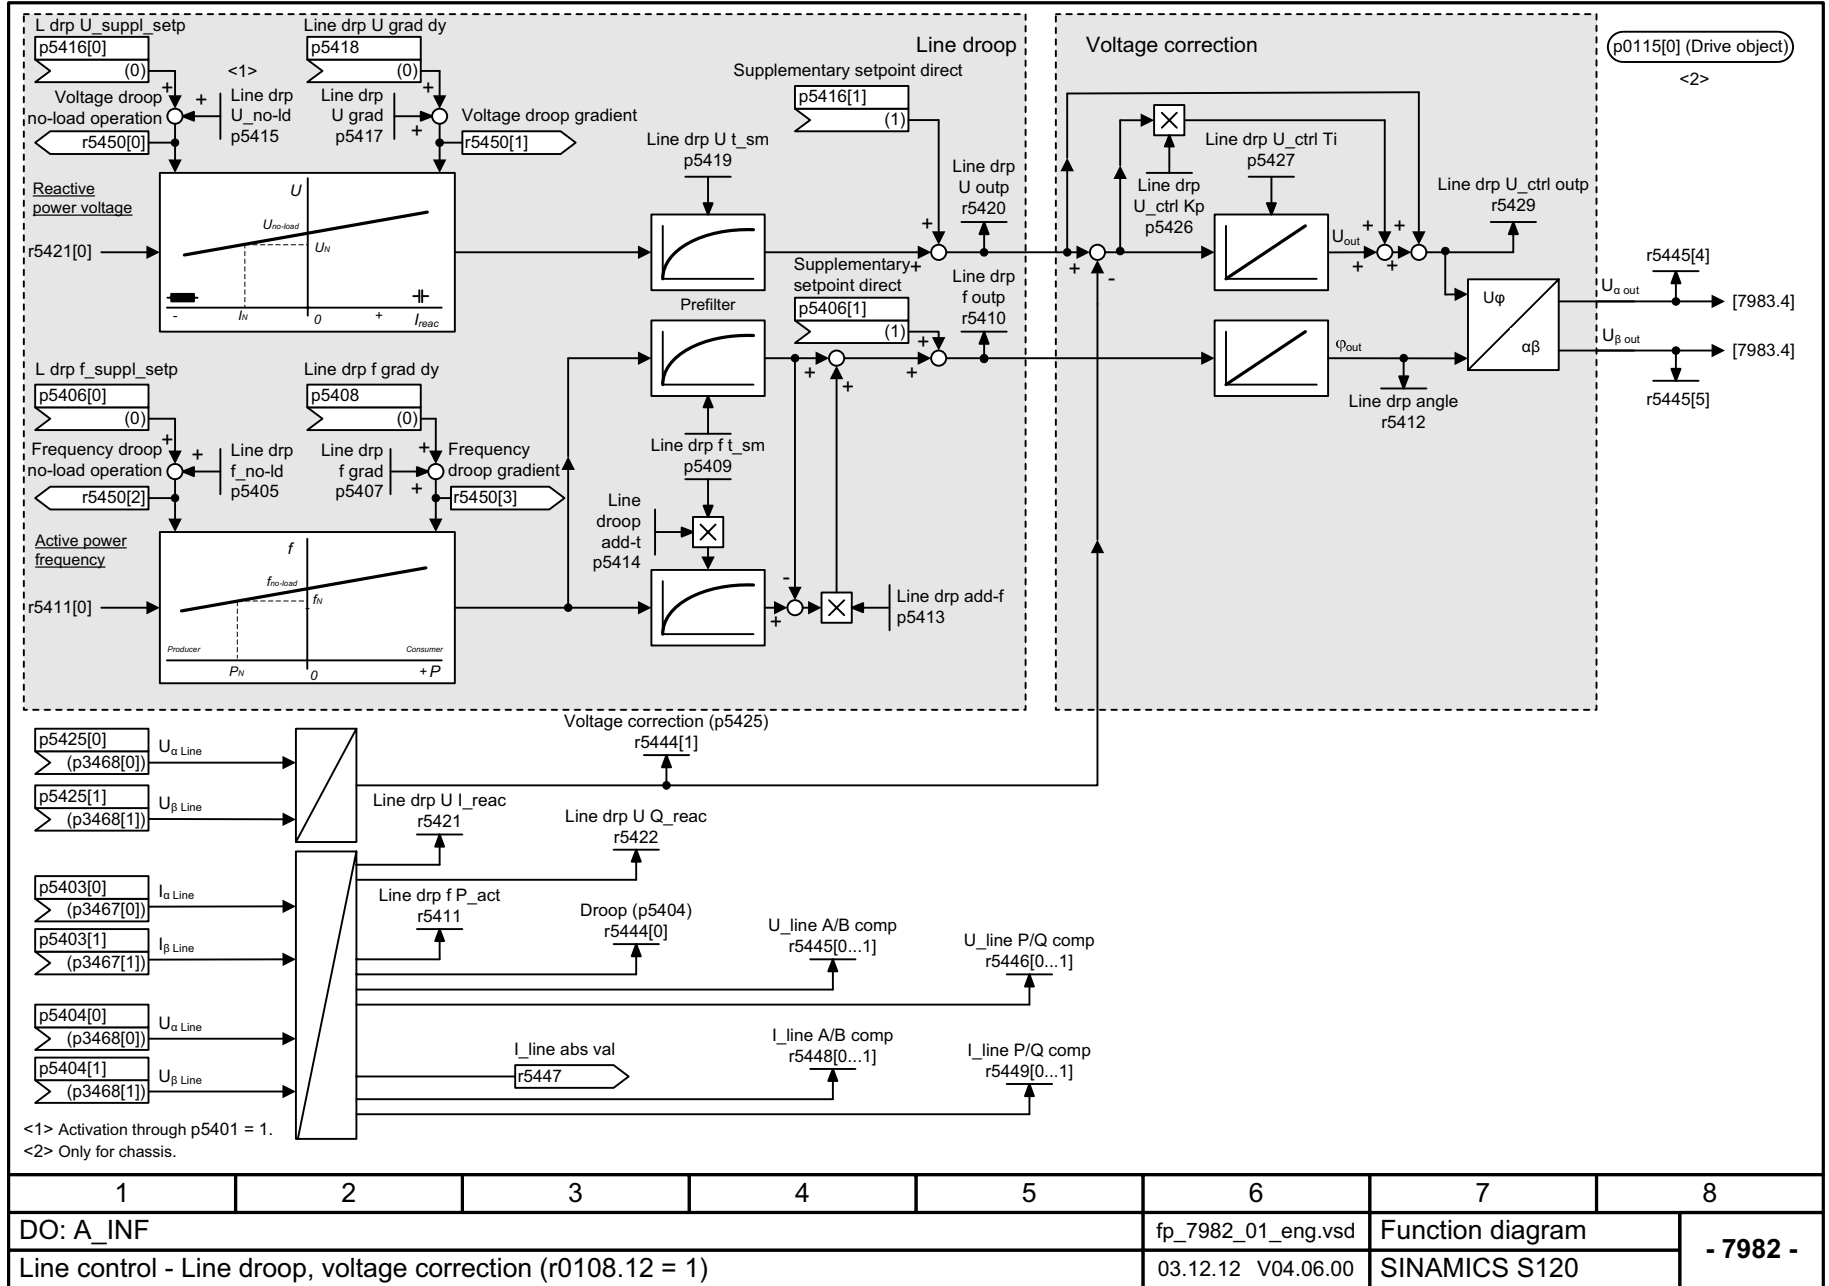 L drp U_suppl_setp
p5416[0]
(0)
<1>
Voltage droop
no-load operation
r5450[0]
Line drp
U_no-ld
p5415
Line drp U grad dy
p5418
(0)
Line drp
U grad
p5417
Voltage droop gradient
r5450[1]
Line droop
Supplementary setpoint direct
p5416[1]
(1)
Line drp U t_sm
p5419
Line drp
U outp
r5420
Reactive
power voltage
r5421[0]
U
Uno-load
UN
IN
0
-
+
Ireac
Prefilter
Supplementary
setpoint direct
p5406[1]
(1)
Line drp
f outp
r5410
L drp f_suppl_setp
p5406[0]
(0)
Frequency droop
no-load operation
r5450[2]
Line drp
f_no-ld
p5405
Line drp f grad dy
p5408
(0)
Line drp
f grad
p5407
Frequency
droop gradient
r5450[3]
Line drp f t_sm
p5409
Line
droop
add-t
p5414
Line drp add-f
p5413
Active power
frequency
r5411[0]
f
fno-load
fN
Producer
Consumer
PN
0
+ P
Voltage correction
Line drp
U_ctrl Kp
p5426
Line drp U_ctrl Ti
p5427
Uout
Line drp U_ctrl outp
r5429
φout
Line drp angle
r5412
Uφ
αβ
p0115[0] (Drive object)
<2>
r5445[4]
Uα out
[7983.4]
Uβ out
[7983.4]
r5445[5]
Voltage correction (p5425)
r5444[1]
p5425[0]
(p3468[0])
Uα Line
p5425[1]
(p3468[1])
Uβ Line
Line drp U I_reac
r5421
Line drp U Q_reac
r5422
p5403[0]
(p3467[0])
Iα Line
p5403[1]
(p3467[1])
Iβ Line
Line drp f P_act
r5411
Droop (p5404)
r5444[0]
U_line A/B comp
r5445[0...1]
U_line P/Q comp
r5446[0...1]
p5404[0]
(p3468[0])
Uα Line
p5404[1]
(p3468[1])
Uβ Line
I_line abs val
r5447
I_line A/B comp
r5448[0...1]
I_line P/Q comp
r5449[0...1]
<1> Activation through p5401 = 1.
<2> Only for chassis.
1 2 3 4 5 6 7 8
DO: A_INF
fp_7982_01_eng.vsd
Function diagram
- 7982 -
Line control - Line droop, voltage correction (r0108.12 = 1)
03.12.12 V04.06.00
SINAMICS S120